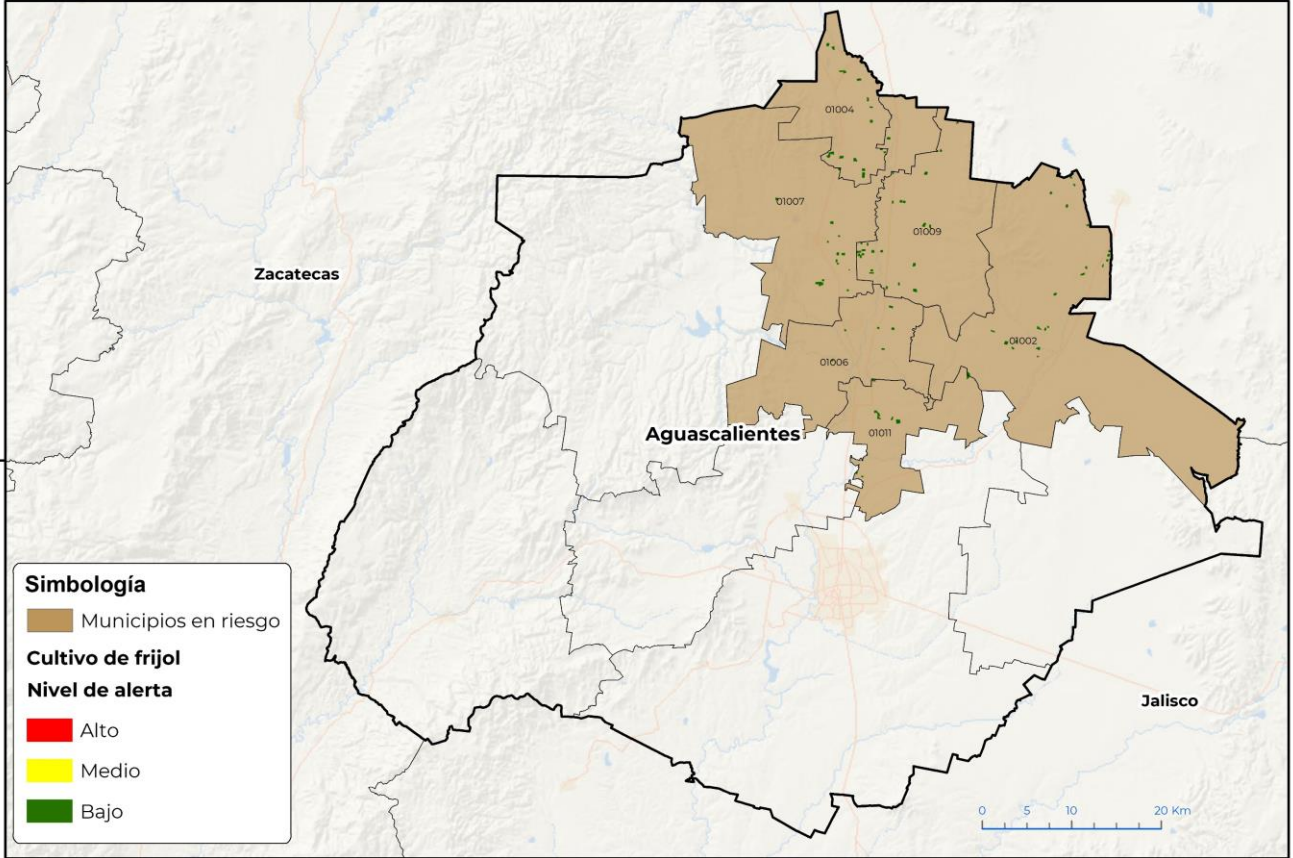 01004
01007
01009
Zacatecas
01002
01006
Aguascalientes
01011
Simbología
Municipios en riesgo
Cultivo de frijol
Nivel de alerta
Alto
Medio
Bajo
Jalisco
0 5 10 20 Km